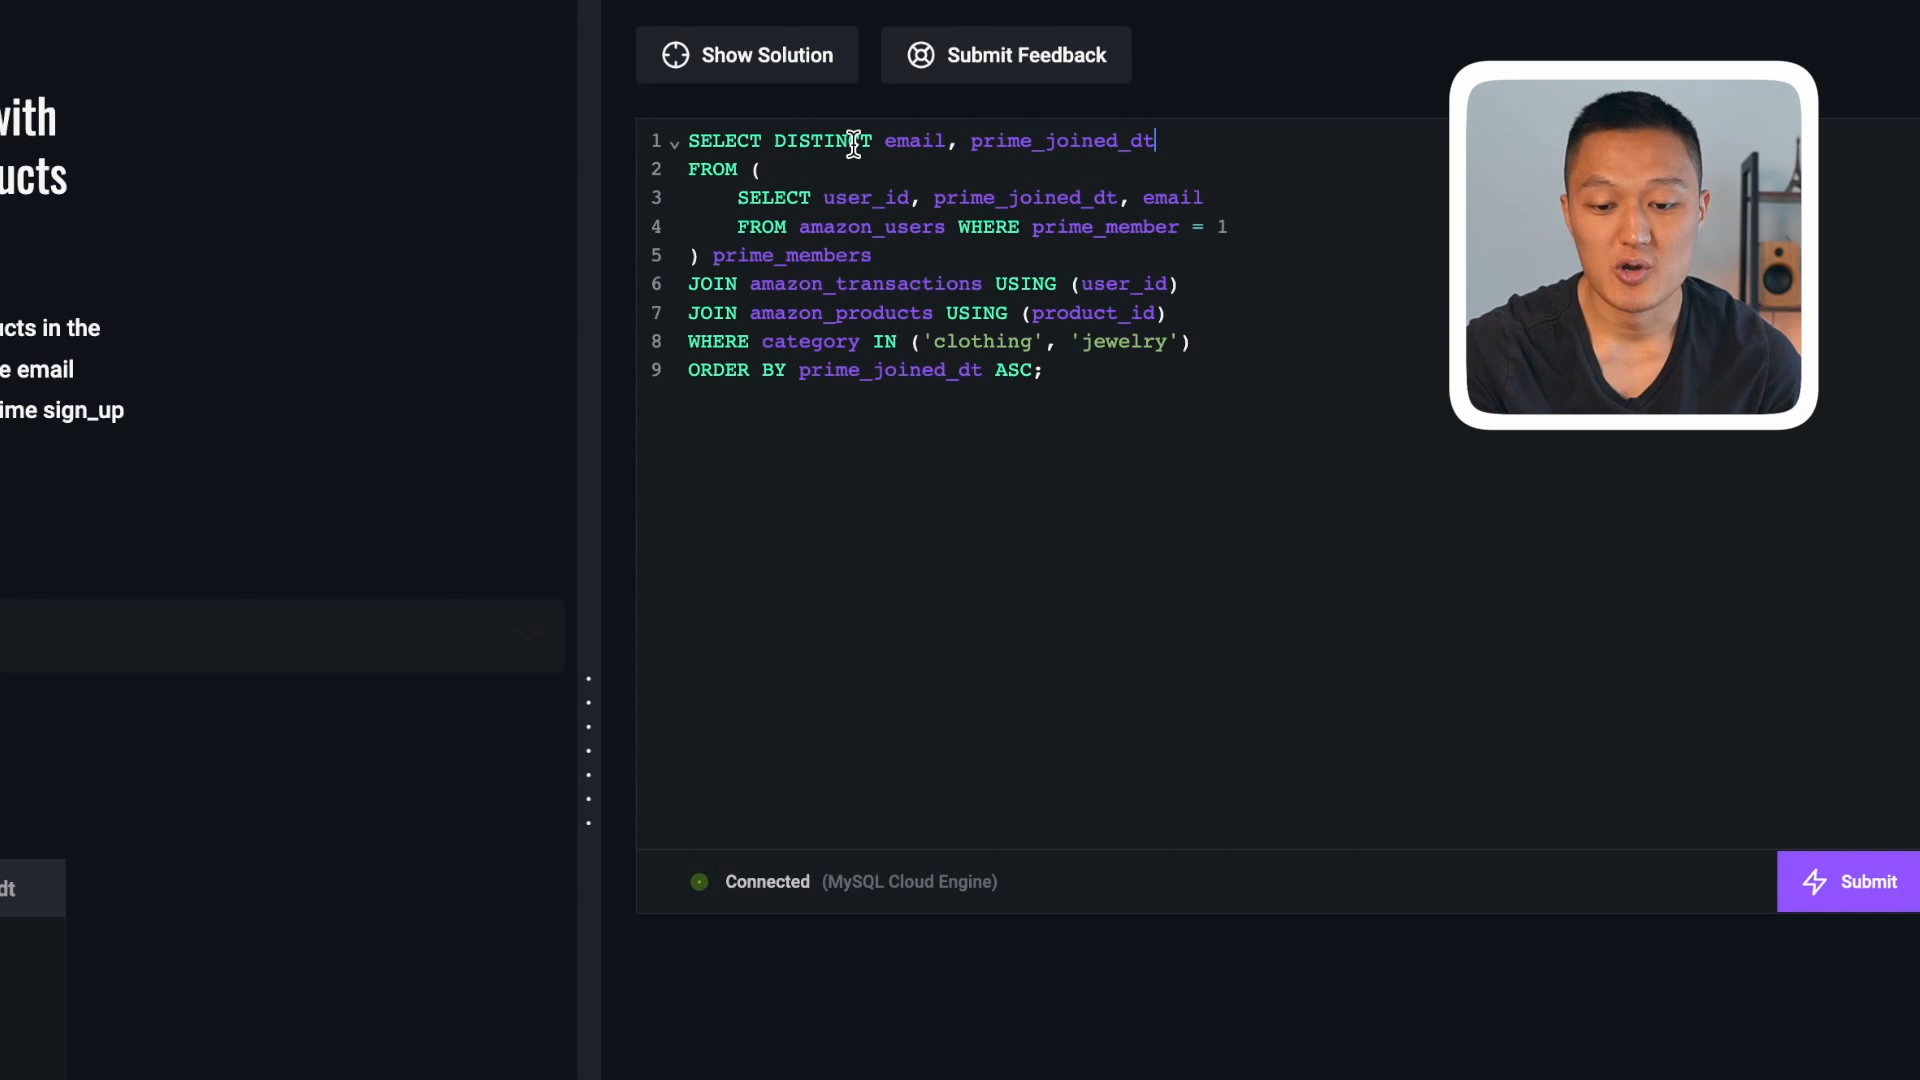 Show Solution
Submit Feedback
with
ucts
ucts in the
e email
ime sign_up
dt
1 SELECT DISTINCT email, prime_joined_dt
2 FROM (
3 SELECT user_id, prime_joined_dt, email
4 FROM amazon_users WHERE prime_member = 1
5 ) prime_members
6 JOIN amazon_transactions USING (user_id)
7 JOIN amazon_products USING (product_id)
8 WHERE category IN ('clothing', 'jewelry')
9 ORDER BY prime_joined_dt ASC;
Connected (MySQL Cloud Engine)
Submit